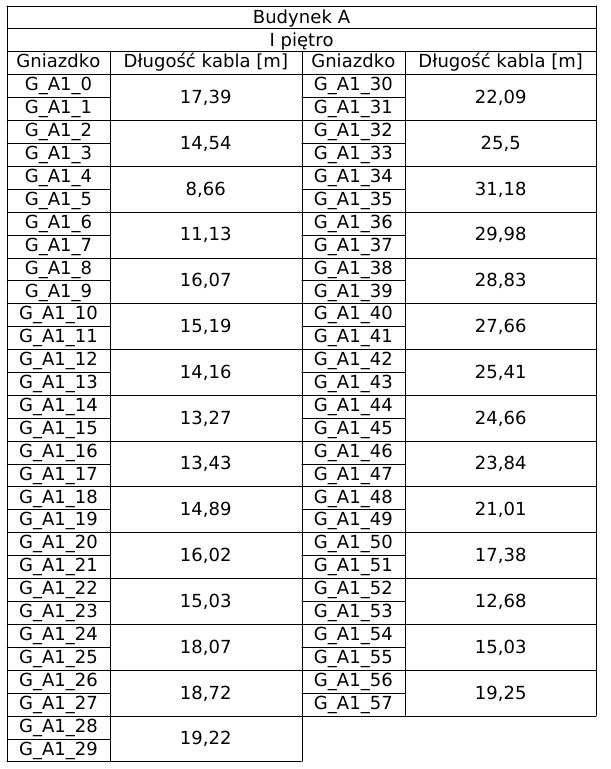 Budynek A
I piętro
Gniazdko Długość kabla [m] Gniazdko Długość kabla [m]
G_A1_0 G_A1_30
17,39 22,09
G_A1_1 G_A1_31
G_A1_2 G_A1_32
14,54 25,5
G_A1_3 G_A1_33
G_A1_4 G_A1_34
8,66 31,18
G_A1_5 G_A1_35
G_A1_6 G_A1_36
11,13 29,98
G_A1_7 G_A1_37
G_A1_8 G_A1_38
16,07 28,83
G_A1_9 G_A1_39
G_A1_10 G_A1_40
15,19 27,66
G_A1_11 G_A1_41
G_A1_12 G_A1_42
14,16 25,41
G_A1_13 G_A1_43
G_A1_14 G_A1_44
13,27 24,66
G_A1_15 G_A1_45
G_A1_16 G_A1_46
13,43 23,84
G_A1_17 G_A1_47
G_A1_18 G_A1_48
14,89 21,01
G_A1_19 G_A1_49
G_A1_20 G_A1_50
16,02 17,38
G_A1_21 G_A1_51
G_A1_22 G_A1_52
15,03 12,68
G_A1_23 G_A1_53
G_A1_24 G_A1_54
18,07 15,03
G_A1_25 G_A1_55
G_A1_26 G_A1_56
18,72 19,25
G_A1_27 G_A1_57
G_A1_28
19,22
G_A1_29